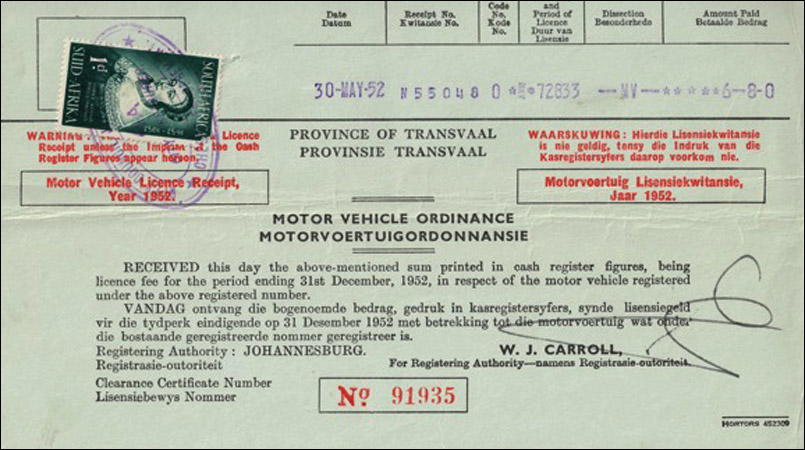 Date
Datum
Receipt No.
Kwitansie No.
Code
No.
Kode
No.
and
Period of
Licence
Duur van
Lisensie
Dissection
Besonderhede
Amount Paid
Betaalde Bedrag
SOUTH AFRICA
SUID-AFRIKA
1d
30-MAY-52 N55048 0 72833 — NV — ***** 6-8-0
WARNING Licence
Receipt unless the Imprint of the Cash
Register Figures appear hereon.
PROVINCE OF TRANSVAAL
PROVINSIE TRANSVAAL
WAARSKUWING : Hierdie Lisensiekwitansie
is nie geldig, tensy die Indruk van die
Kasregistersyfers daarop voorkom nie.
Motor Vehicle Licence Receipt,
Year 1952.
Motorvoertuig Lisensiekwitansie,
Jaar 1952.
MOTOR VEHICLE ORDINANCE
MOTORVOERTUIGORDONNANSIE
RECEIVED this day the above-mentioned sum printed in cash register figures, being
licence fee for the period ending 31st December, 1952, in respect of the motor vehicle registered
under the above registered number.
VANDAG ontvang die bogenoemde bedrag, gedruk in kasregistersyfers, synde lisensiegeld
vir die tydperk eindigende op 31 Desember 1952 met betrekking tot die motorvoertuig wat onder
die bostaande geregistreerde nommer geregistreer is.
Registering Authority : JOHANNESBURG.
Registrasie-outoriteit
W. J. CARROLL,
For Registering Authority—namens Registrasie-outoriteit.
Clearance Certificate Number
Lisensiebewys Nommer
No 91935
HORTORS 452309